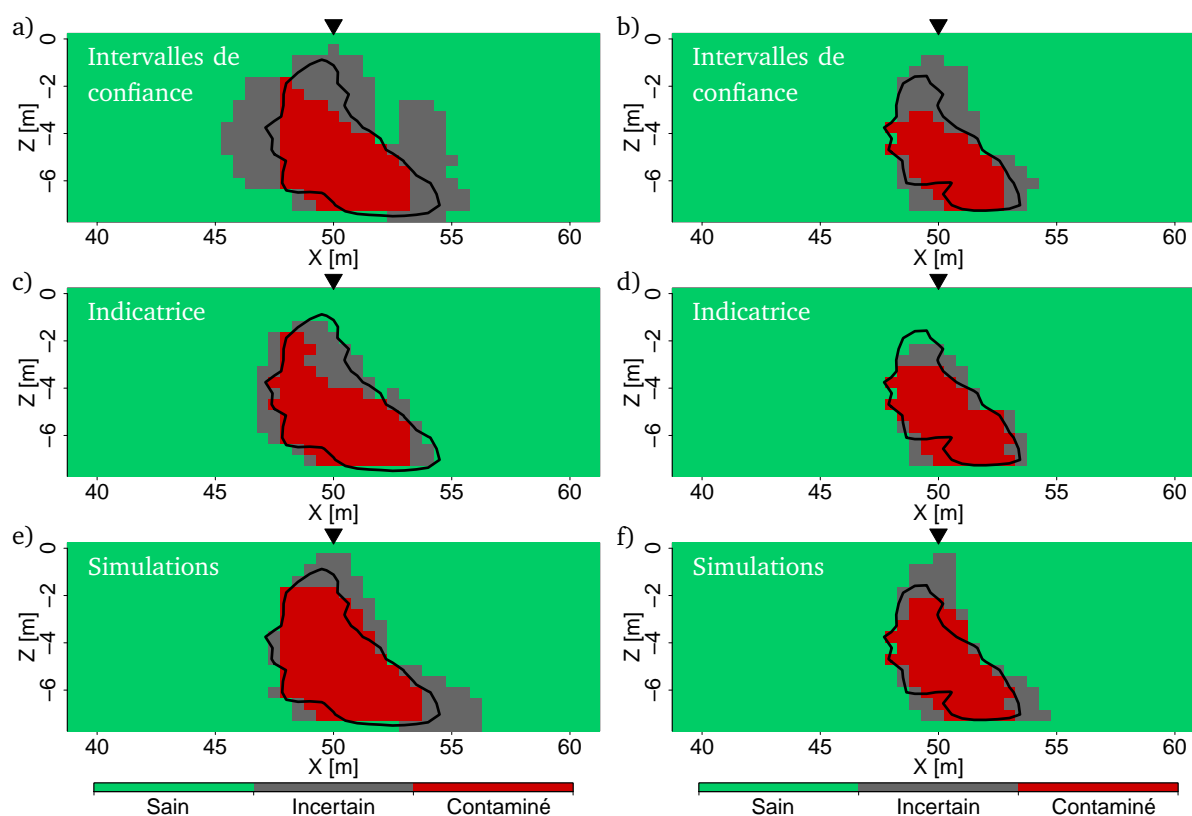 a)
Intervalles de
confiance
Z [m]
0
−2
−4
−6
40 45 50 55 60
X [m]
b)
Intervalles de
confiance
Z [m]
0
−2
−4
−6
40 45 50 55 60
X [m]
c)
Indicatrice
Z [m]
0
−2
−4
−6
40 45 50 55 60
X [m]
d)
Indicatrice
Z [m]
0
−2
−4
−6
40 45 50 55 60
X [m]
e)
Simulations
Z [m]
0
−2
−4
−6
40 45 50 55 60
X [m]
f)
Simulations
Z [m]
0
−2
−4
−6
40 45 50 55 60
X [m]
Sain Incertain Contaminé
Sain Incertain Contaminé